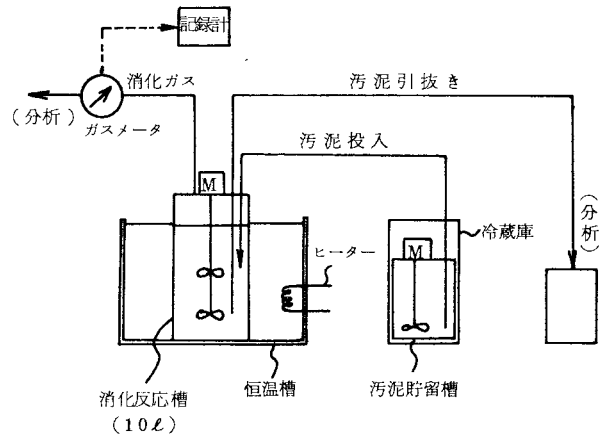 記録計
消化ガス
(分析)
ガスメータ
汚泥引抜き
汚泥投入
M
(分析)
冷蔵庫
ヒーター
M
消化反応槽
(10ℓ)
恒温槽
汚泥貯留槽